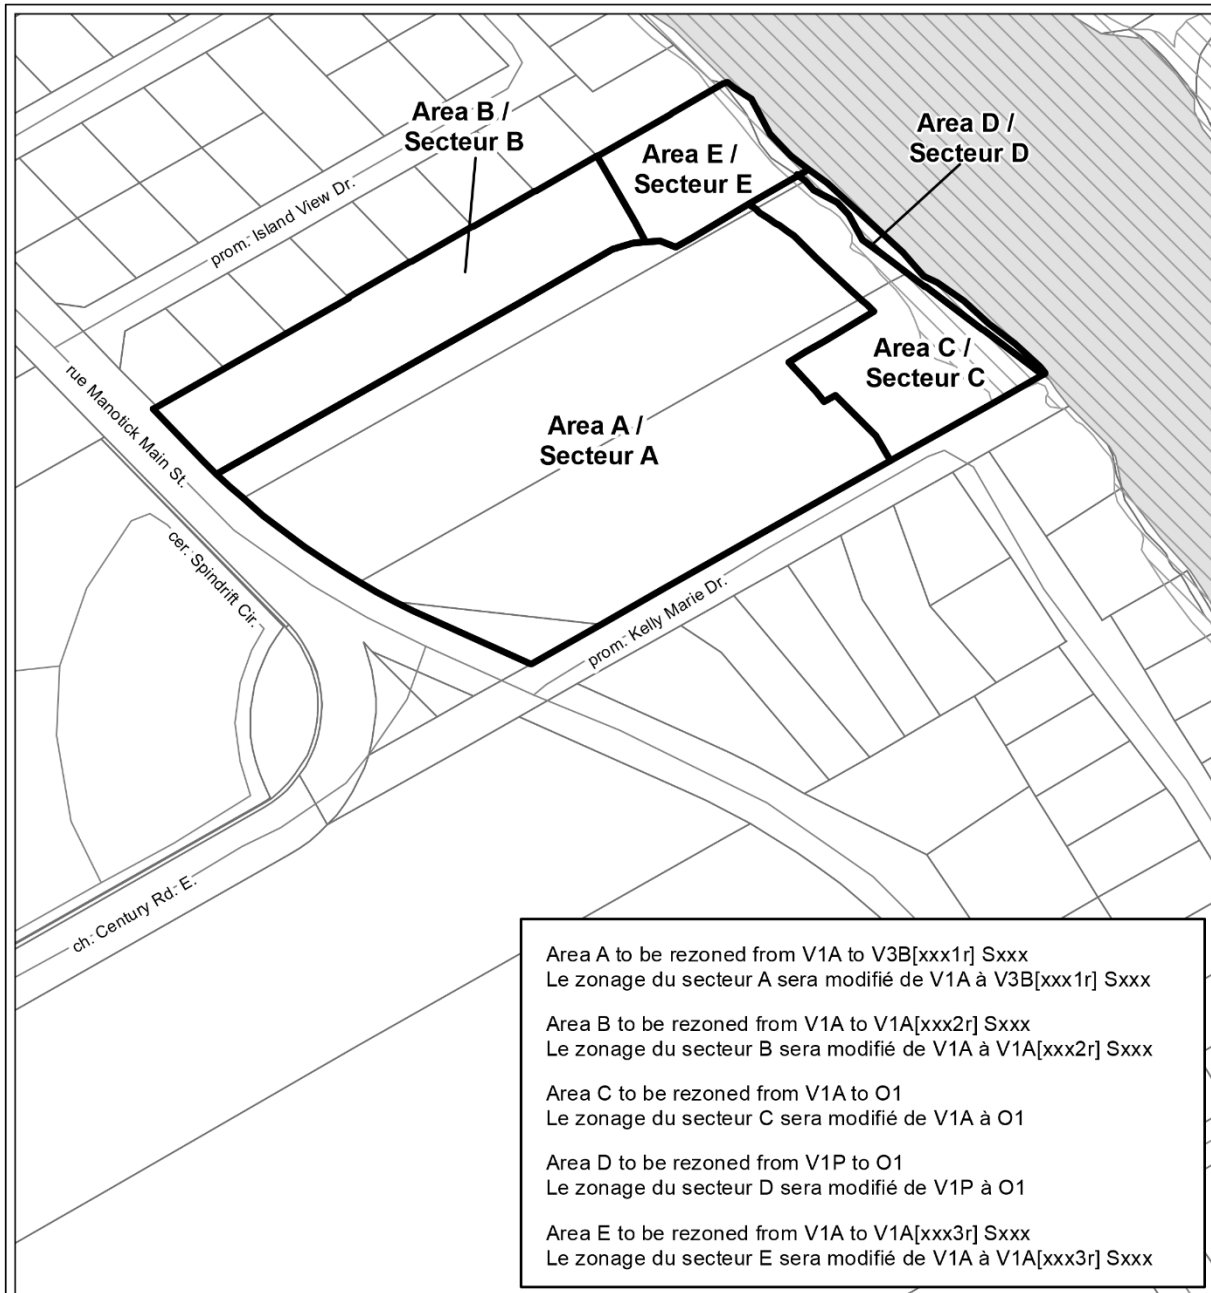 Area B /
Secteur B
Area E /
Secteur E
Area D /
Secteur D
prom. Island View Dr.
Area C /
Secteur C
rue Manotick Main St.
Area A /
Secteur A
cer. Spindrift Cir.
prom. Kelly Marie Dr.
ch. Century Rd. E.
Area A to be rezoned from V1A to V3B[xxx1r] Sxxx
Le zonage du secteur A sera modifié de V1A à V3B[xxx1r] Sxxx
Area B to be rezoned from V1A to V1A[xxx2r] Sxxx
Le zonage du secteur B sera modifié de V1A à V1A[xxx2r] Sxxx
Area C to be rezoned from V1A to O1
Le zonage du secteur C sera modifié de V1A à O1
Area D to be rezoned from V1P to O1
Le zonage du secteur D sera modifié de V1P à O1
Area E to be rezoned from V1A to V1A[xxx3r] Sxxx
Le zonage du secteur E sera modifié de V1A à V1A[xxx3r] Sxxx